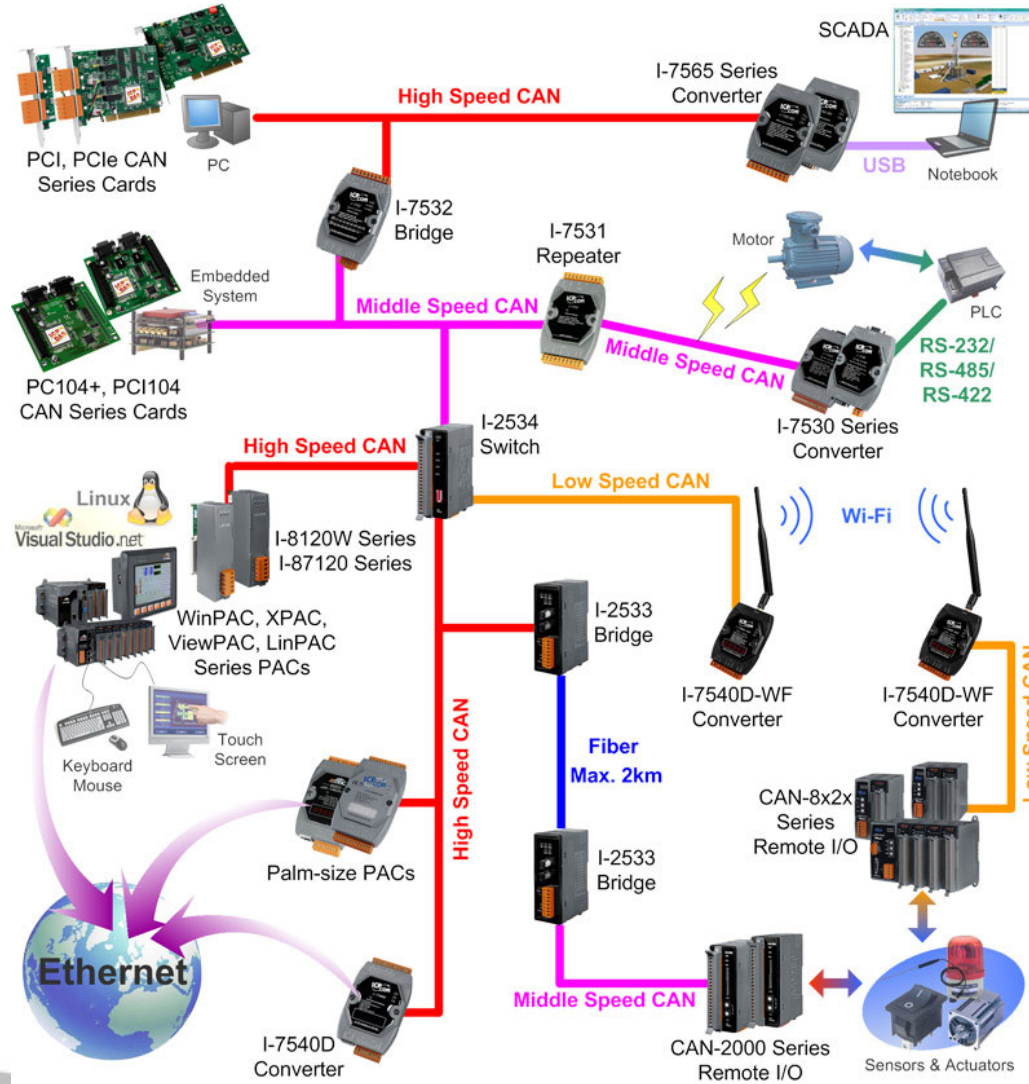 SCADA
I-7565 Series
Converter
High Speed CAN
PCI, PCIe CAN
Series Cards
PC
USB
Notebook
I-7532
Bridge
I-7531
Repeater
Motor
PLC
Embedded
System
Middle Speed CAN
Middle Speed CAN
RS-232/
RS-485/
RS-422
PC104+, PCI104
CAN Series Cards
I-7530 Series
Converter
I-2534
Switch
High Speed CAN
Low Speed CAN
Linux
Microsoft
Visual Studio.net
I-8120W Series
I-87120 Series
Wi-Fi
WinPAC, XPAC,
ViewPAC, LinPAC
Series PACs
I-2533
Bridge
I-7540D-WF
Converter
I-7540D-WF
Converter
Low Speed CAN
Keyboard
Mouse
Touch
Screen
High Speed CAN
Fiber
Max. 2km
CAN-8x2x
Series
Remote I/O
Palm-size PACs
I-2533
Bridge
Ethernet
Middle Speed CAN
I-7540D
Converter
CAN-2000 Series
Remote I/O
Sensors & Actuators